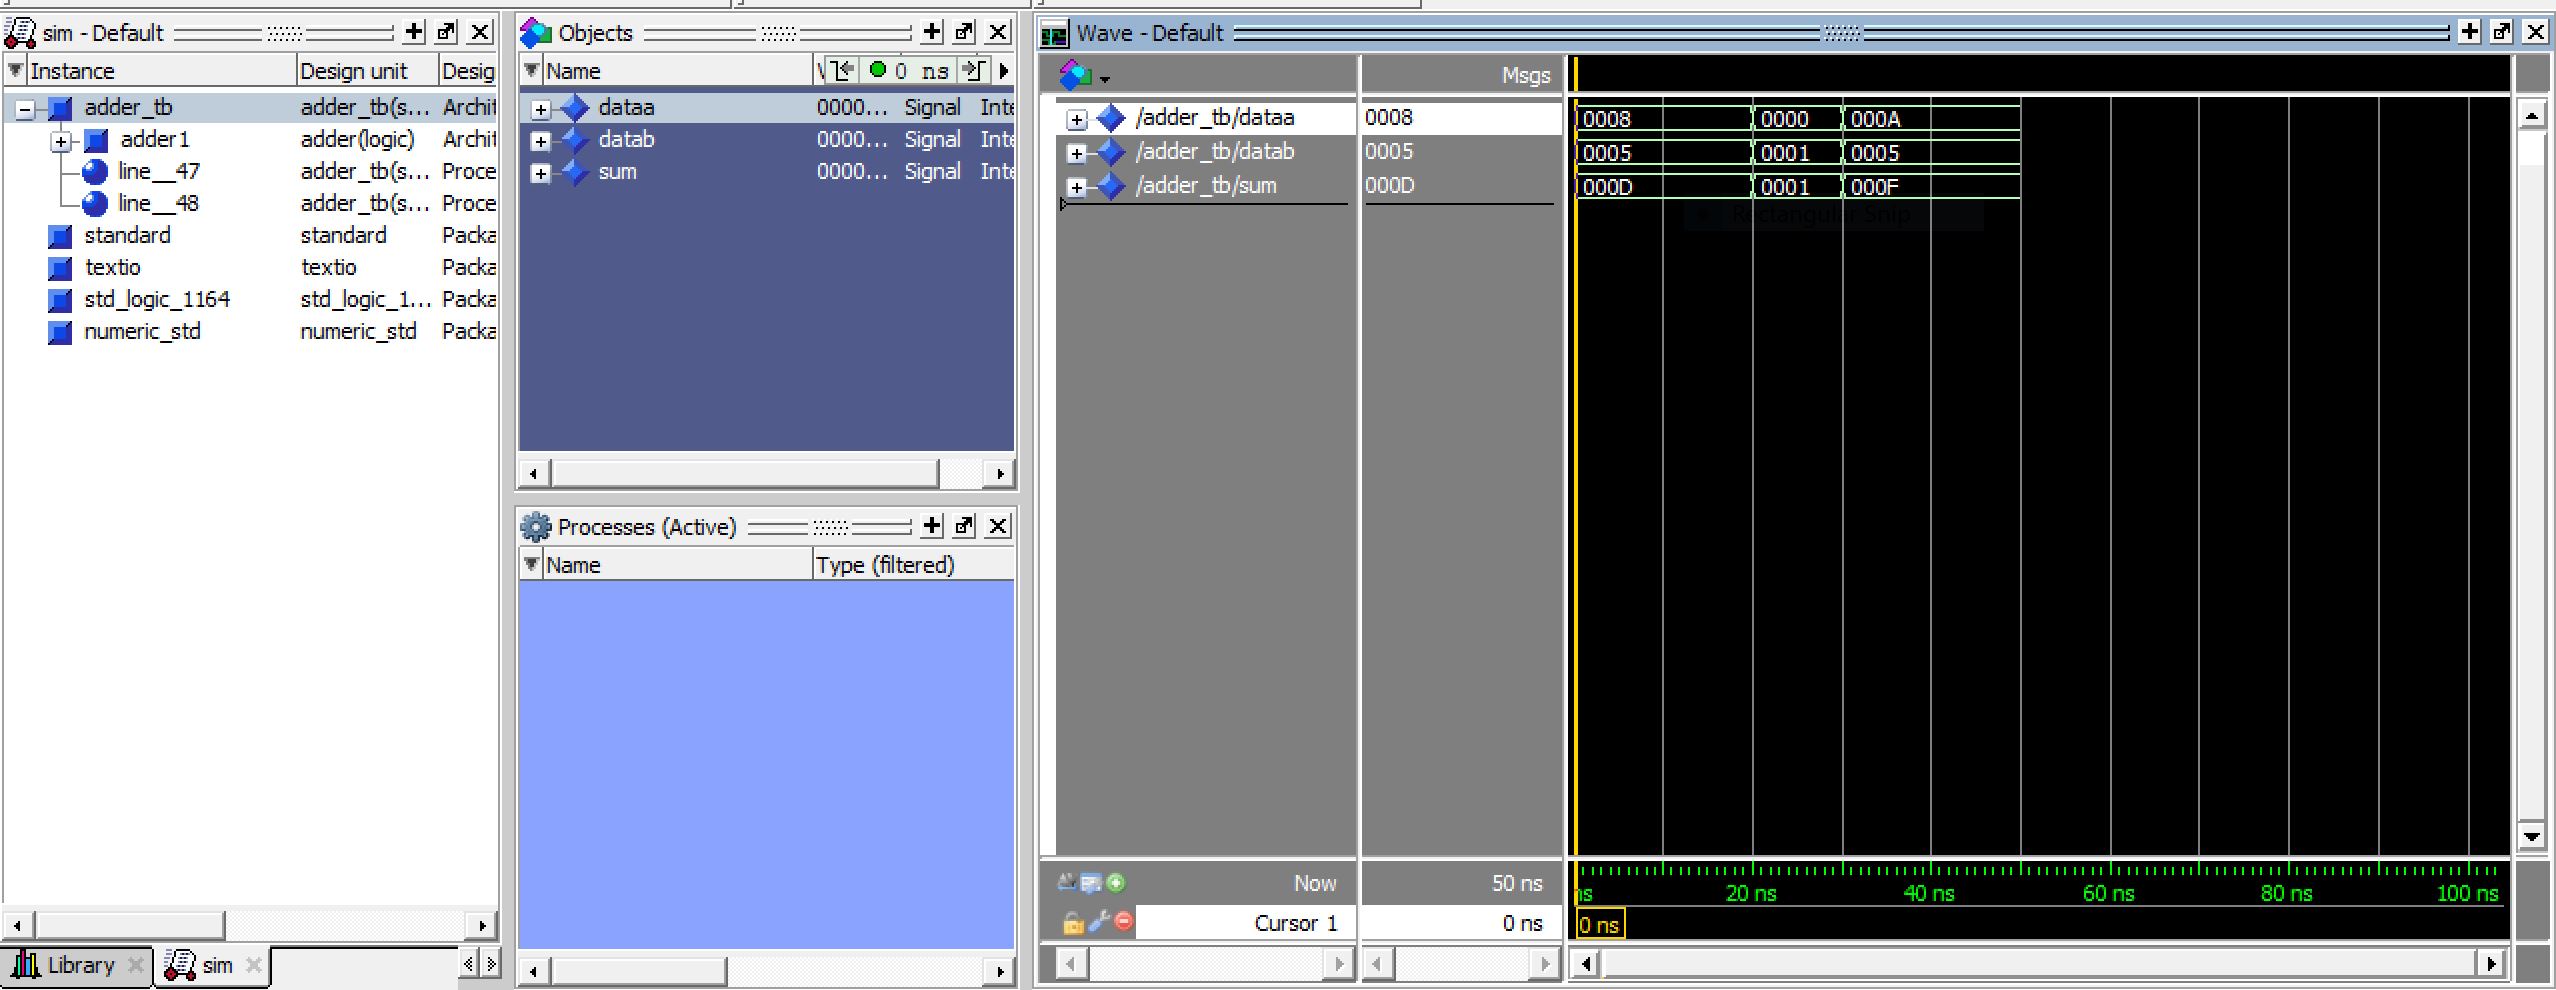 sim - Default
Instance Design unit Desig
adder_tb adder_tb(s... Archit
adder1 adder(logic) Archit
line__47 adder_tb(s... Proce
line__48 adder_tb(s... Proce
standard standard Packa
textio textio Packa
std_logic_1164 std_logic_1... Packa
numeric_std numeric_std Packa
Library sim
Objects
Name 0 ns
dataa 0000... Signal Inte
datab 0000... Signal Inte
sum 0000... Signal Inte
Processes (Active)
Name Type (filtered)
Wave - Default
Msgs
/adder_tb/dataa 0008 0008 0000 000A
/adder_tb/datab 0005 0005 0001 0005
/adder_tb/sum 000D 000D 0001 000F
Rectangular Snip
Now 50 ns ns 20 ns 40 ns 60 ns 80 ns 100 ns
Cursor 1 0 ns 0 ns